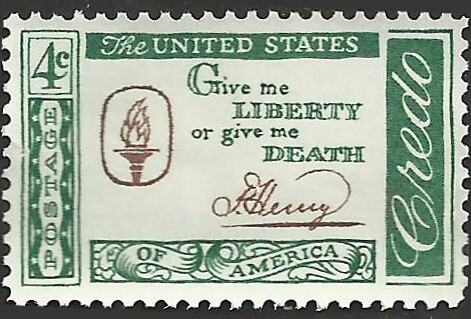 4c
The UNITED STATES
Give me
LIBERTY
or give me
DEATH
P. Henry
POSTAGE
Credo
OF AMERICA